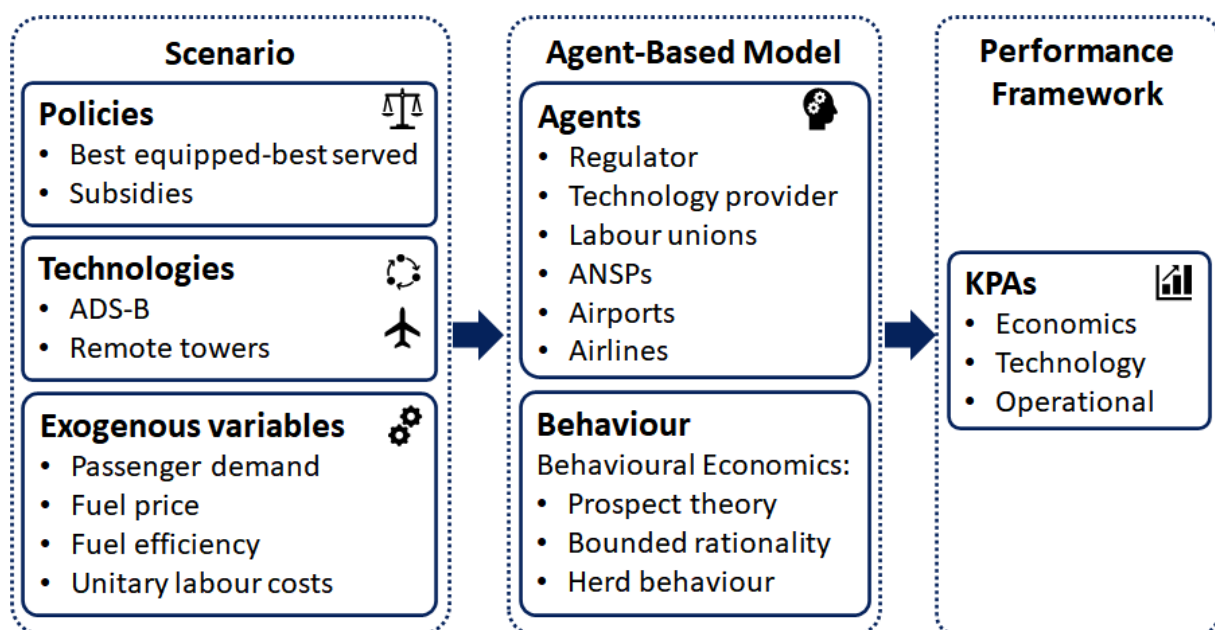 Scenario
Policies
• Best equipped-best served
• Subsidies
Technologies
• ADS-B
• Remote towers
Exogenous variables
• Passenger demand
• Fuel price
• Fuel efficiency
• Unitary labour costs
Agent-Based Model
Agents
• Regulator
• Technology provider
• Labour unions
• ANSPs
• Airports
• Airlines
Behaviour
Behavioural Economics:
• Prospect theory
• Bounded rationality
• Herd behaviour
Performance
Framework
KPAs
• Economics
• Technology
• Operational